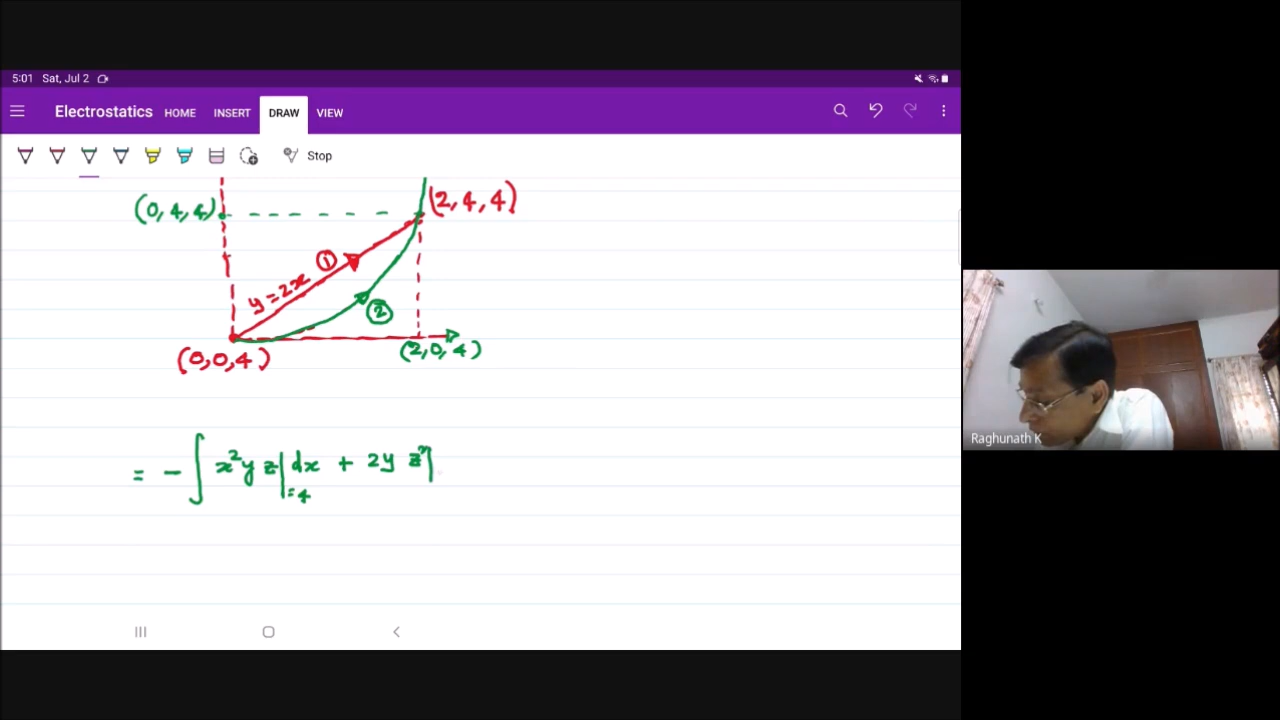 5:01 Sat, Jul 2
Electrostatics HOME INSERT DRAW VIEW
Stop
(0, 4, 4) (2, 4, 4)
①
y = 2x
②
(0, 0, 4) (2, 0, 4)
= - ∫ x²y z|₌₄ dx + 2y z²|
Raghunath K